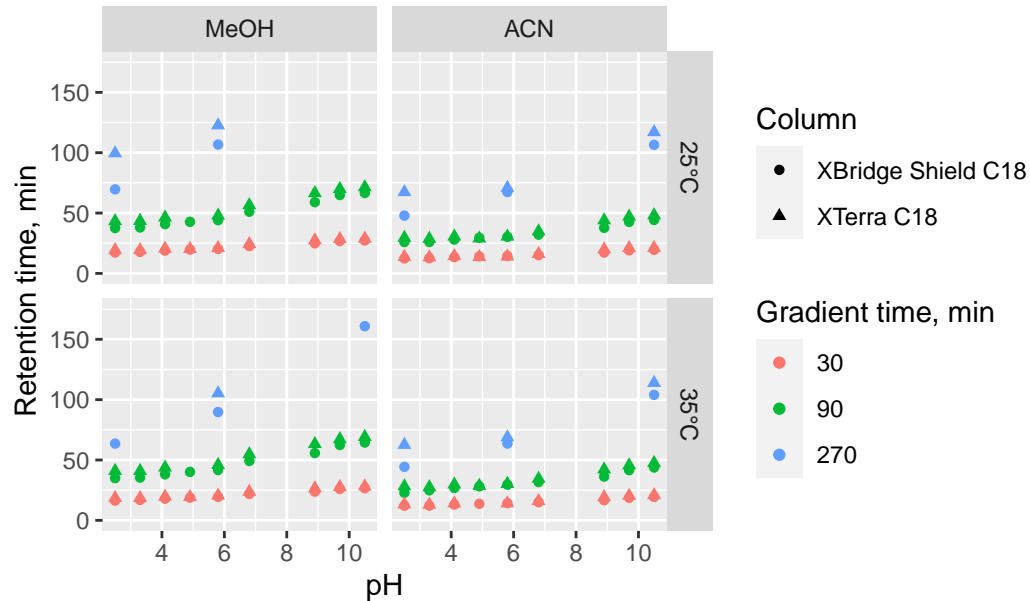 MeOH
ACN
150
100
50
0
25°C
150
100
50
0
35°C
4
6
8
10
4
6
8
10
pH
Retention time, min
Column
XBridge Shield C18
XTerra C18
Gradient time, min
30
90
270